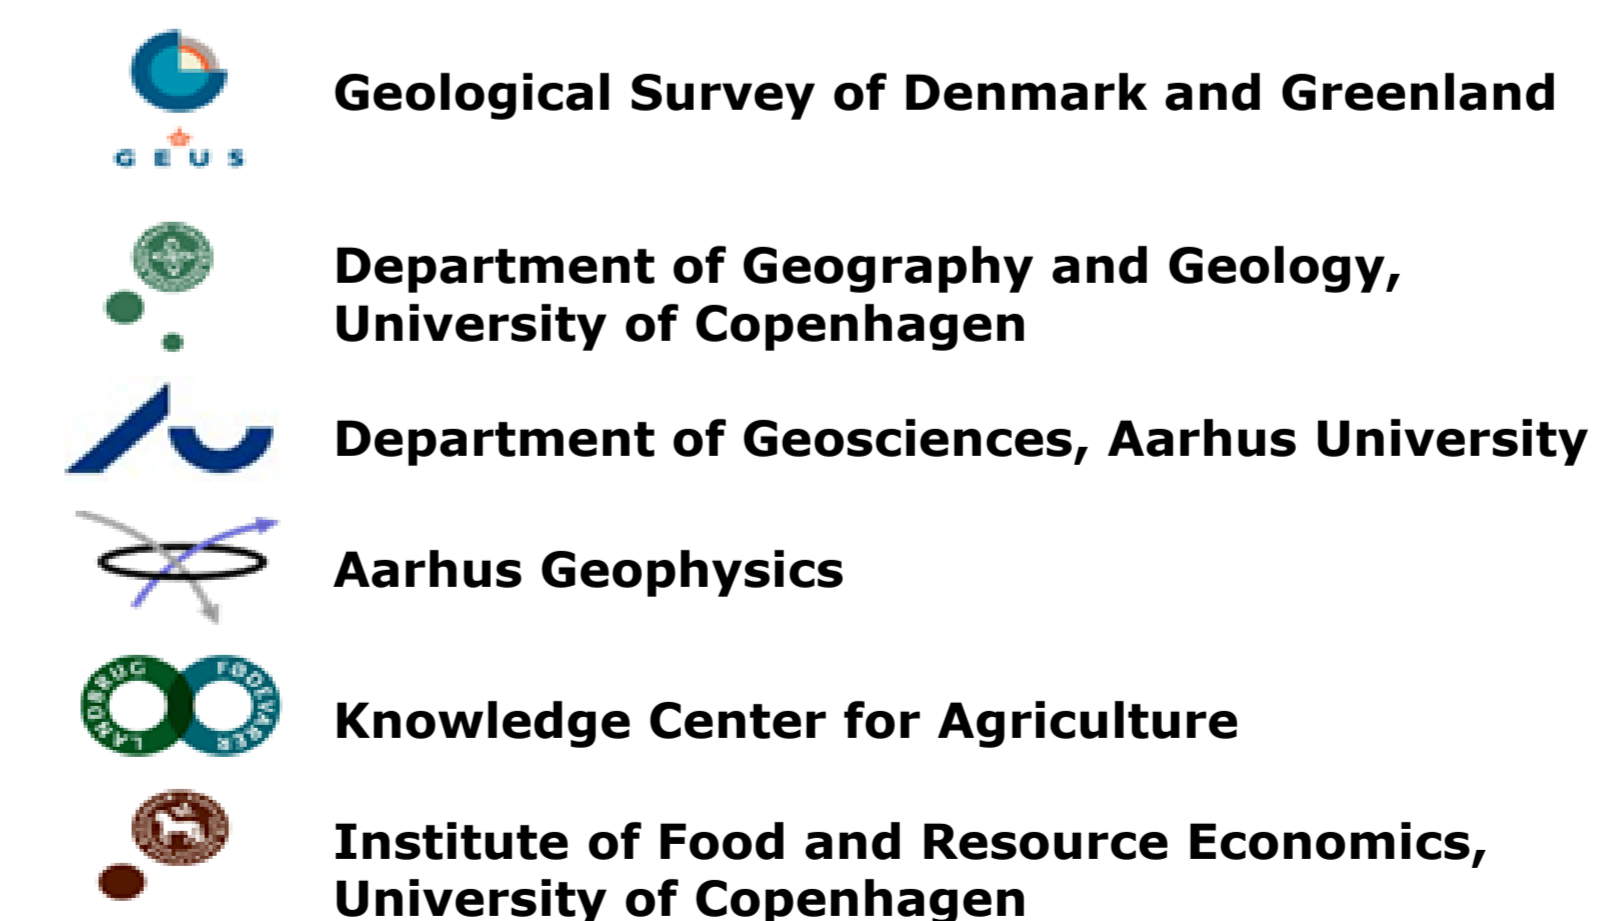 Geological Survey of Denmark and Greenland
G E U S
Department of Geography and Geology,
University of Copenhagen
Department of Geosciences, Aarhus University
Aarhus Geophysics
LANDBRUG FØDEVARER
Knowledge Center for Agriculture
Institute of Food and Resource Economics,
University of Copenhagen